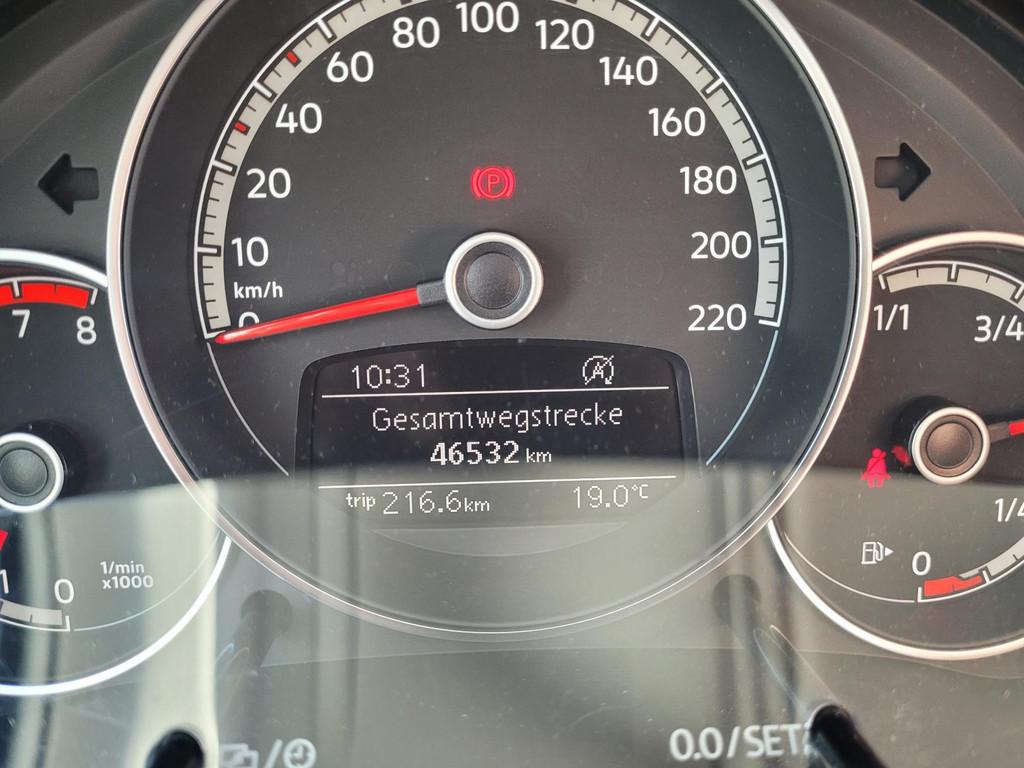 100
80 120
60 140
40 160
20 180
10 200
km/h
0 220
P
7 8
1/1 3/4
10:31 A
Gesamtwegstrecke
46532 km
trip 216.6 km 19.0°C
1/min
x1000
1 0
1/4
0
0.0/SET